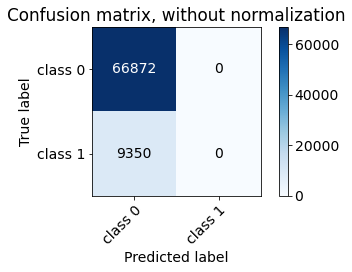 Confusion matrix, without normalization
True label
class 0
class 1
66872 0
9350 0
class 0
class 1
Predicted label
60000
40000
20000
0